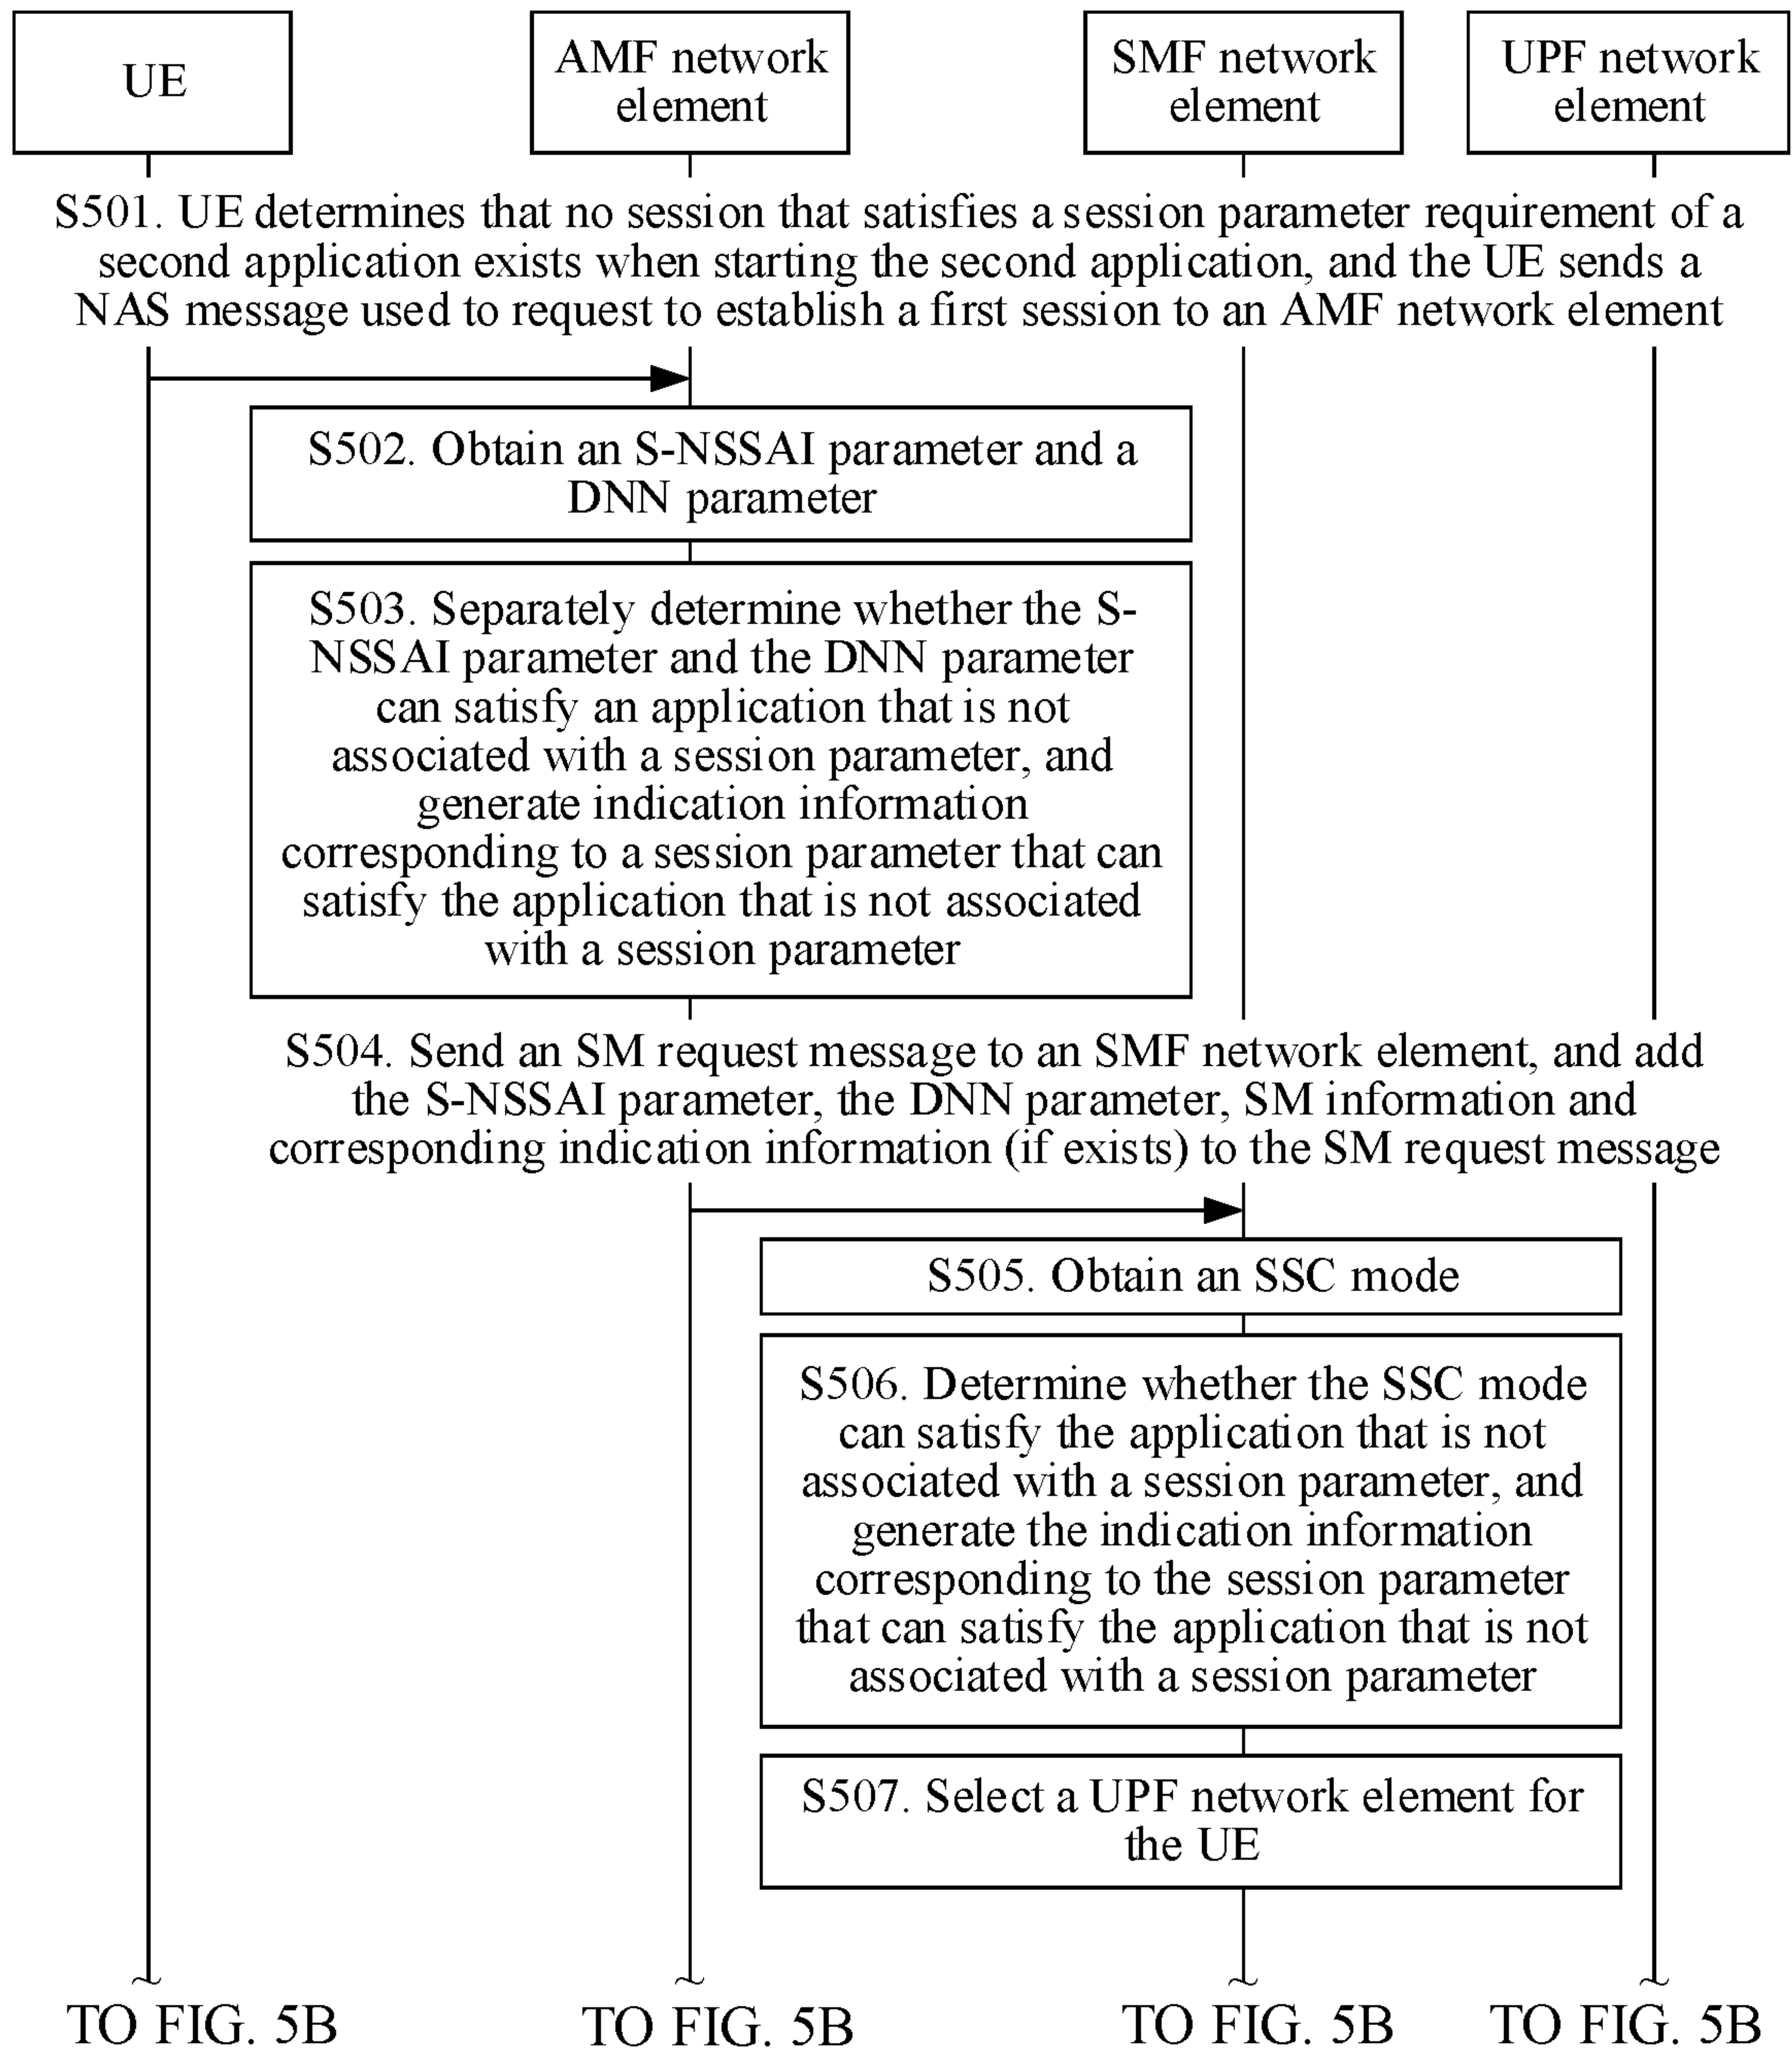 UE
AMF network
element
SMF network
element
UPF network
element
S501. UE determines that no session that satisfies a session parameter requirement of a
second application exists when starting the second application, and the UE sends a
NAS message used to request to establish a first session to an AMF network element
S502. Obtain an S-NSSAI parameter and a
DNN parameter
S503. Separately determine whether the S-
NSSAI parameter and the DNN parameter
can satisfy an application that is not
associated with a session parameter, and
generate indication information
corresponding to a session parameter that can
satisfy the application that is not associated
with a session parameter
S504. Send an SM request message to an SMF network element, and add
the S-NSSAI parameter, the DNN parameter, SM information and
corresponding indication information (if exists) to the SM request message
S505. Obtain an SSC mode
S506. Determine whether the SSC mode
can satisfy the application that is not
associated with a session parameter, and
generate the indication information
corresponding to the session parameter
that can satisfy the application that is not
associated with a session parameter
S507. Select a UPF network element for
the UE
TO FIG. 5B
TO FIG. 5B
TO FIG. 5B
TO FIG. 5B